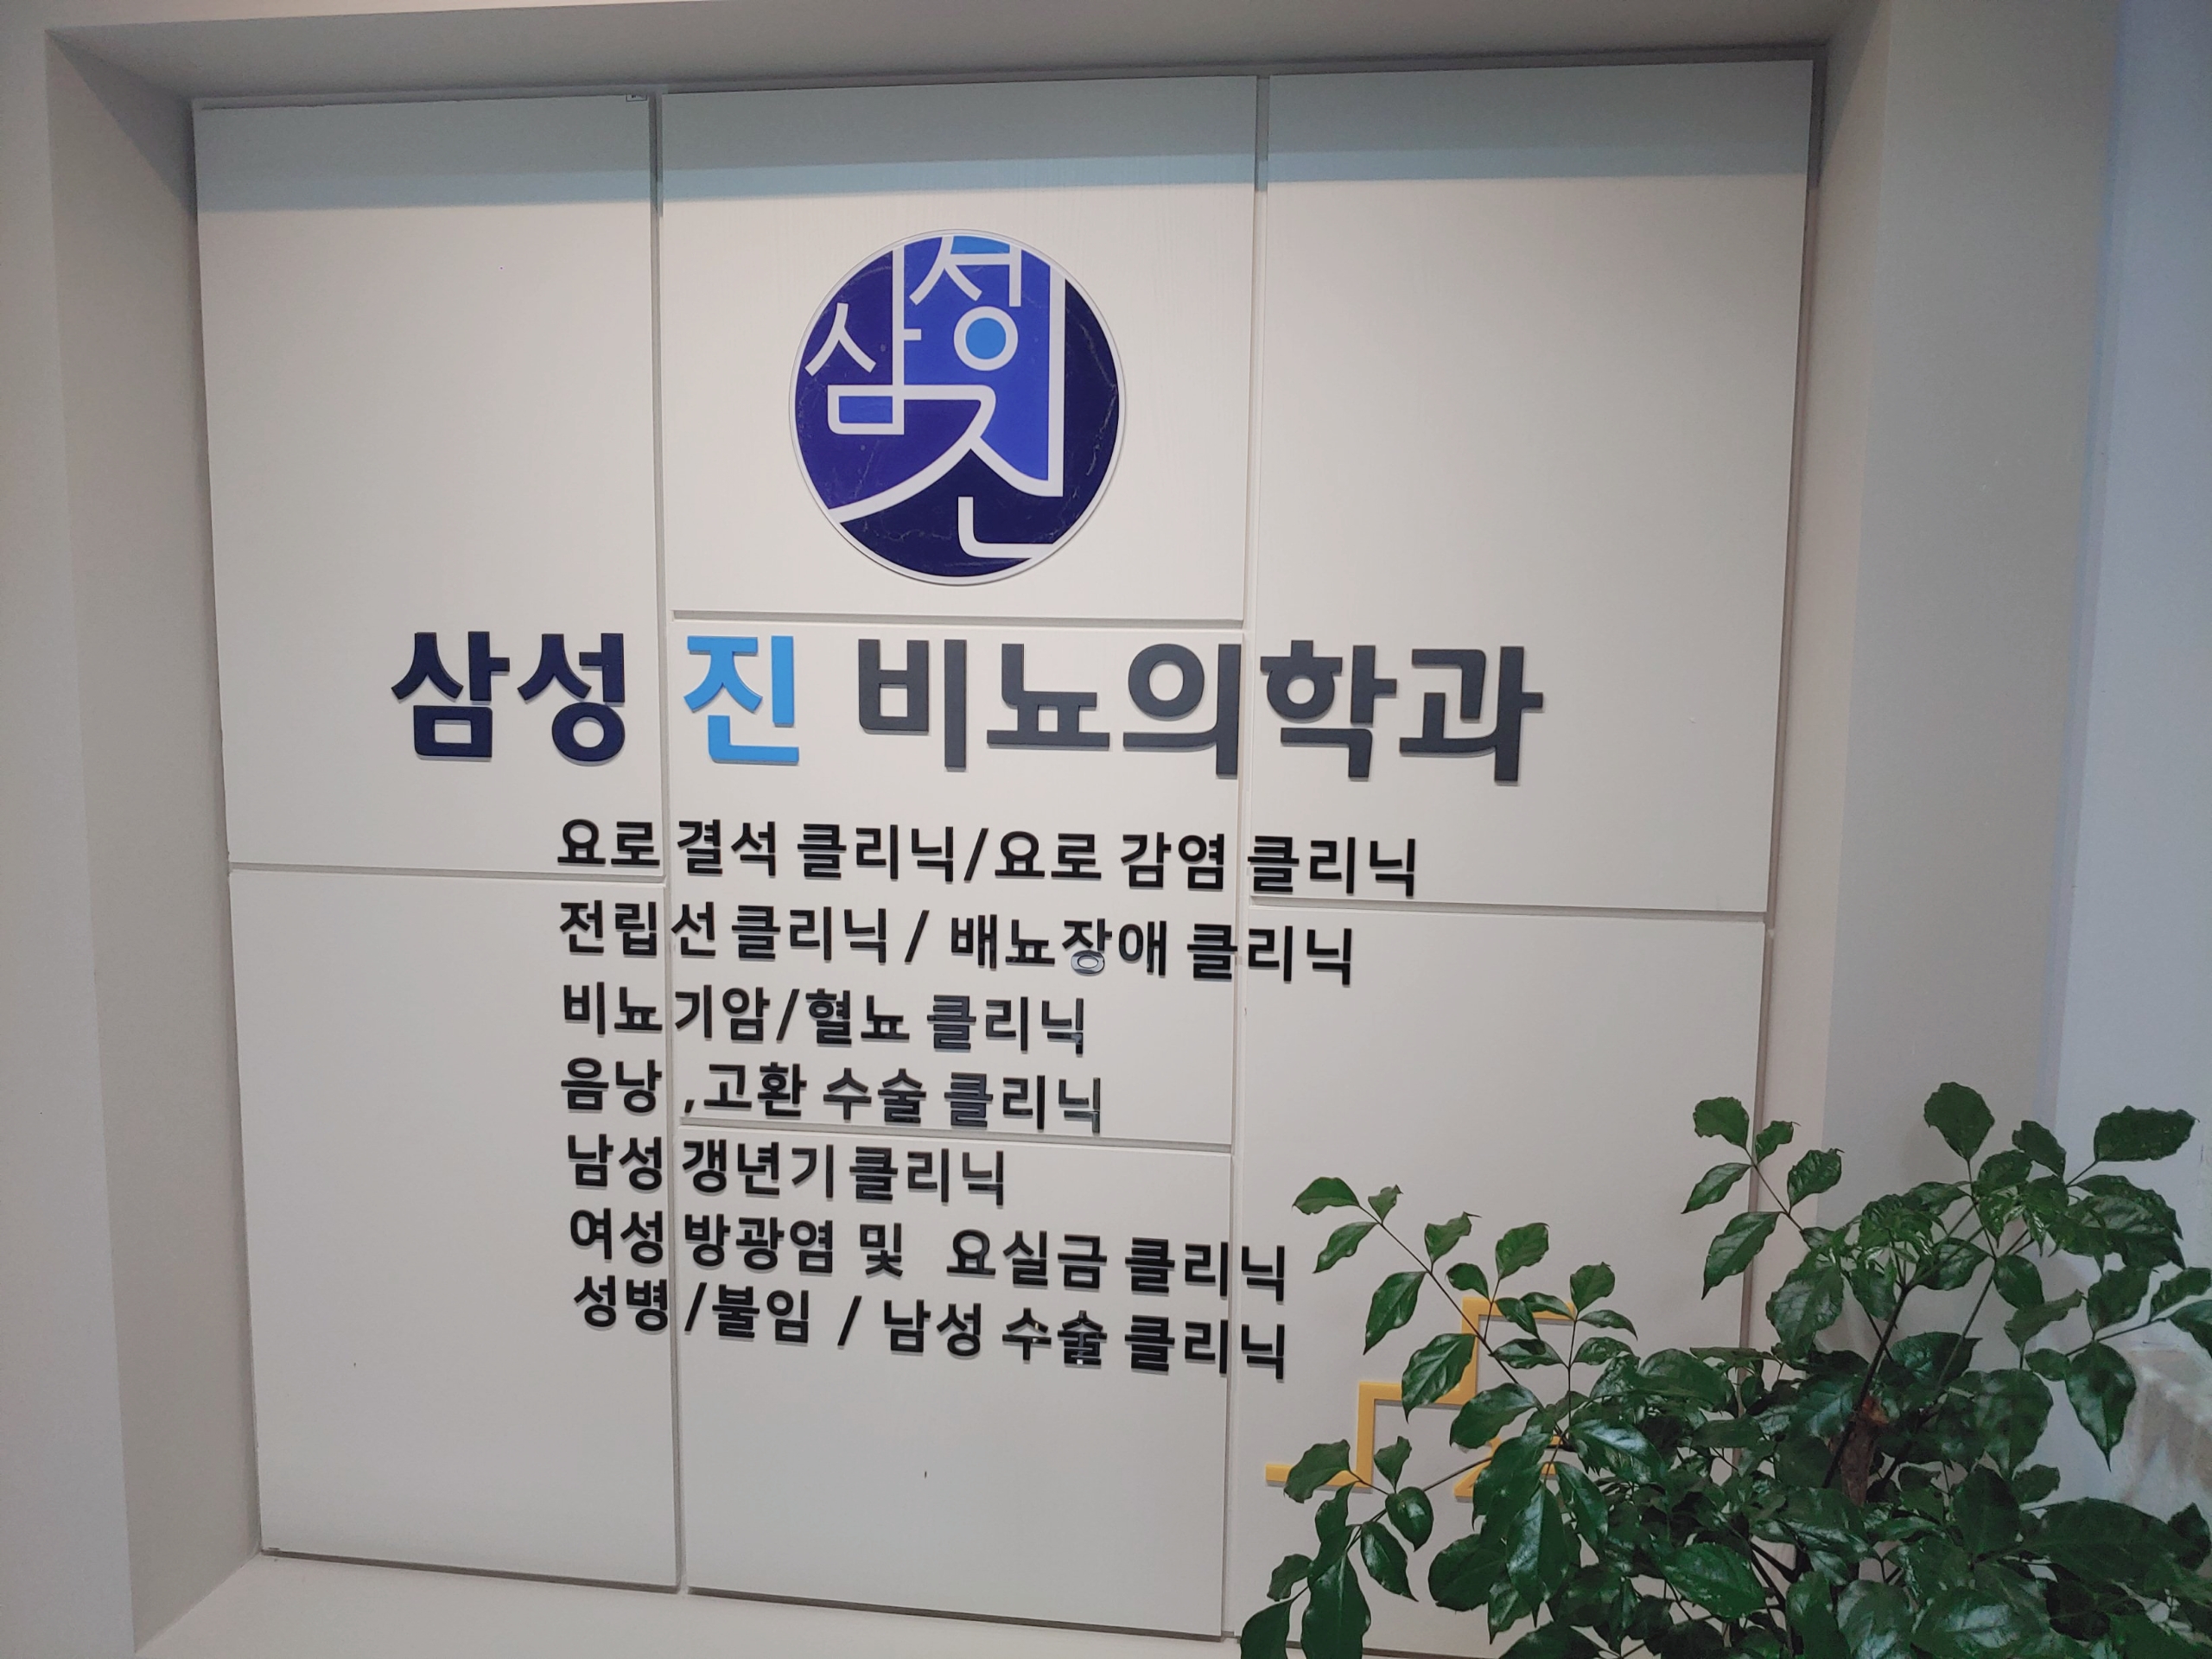 삼성진
삼성 진 비뇨의학과
요로 결석 클리닉/요로 감염 클리닉
전립선 클리닉 / 배뇨장애 클리닉
비뇨기암/혈뇨 클리닉
음낭 ,고환 수술 클리닉
남성 갱년기 클리닉
여성 방광염 및 요실금 클리닉
성병 /불임 / 남성 수술 클리닉